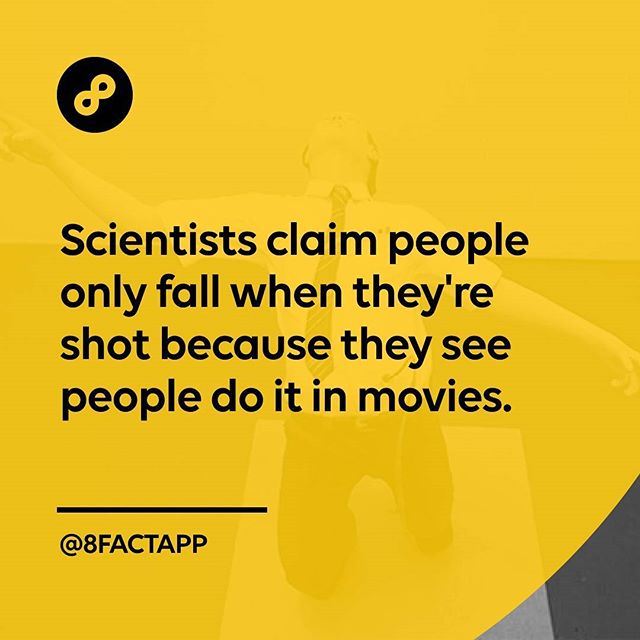 Scientists claim people
only fall when they're
shot because they see
people do it in movies.
@8FACTAPP